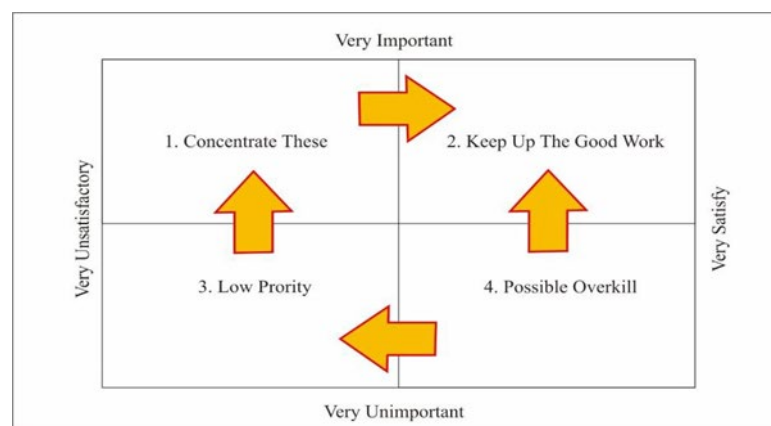 Very Important
1. Concentrate These
2. Keep Up The Good Work
Very Unsatisfactory
Very Satisfy
3. Low Prority
4. Possible Overkill
Very Unimportant